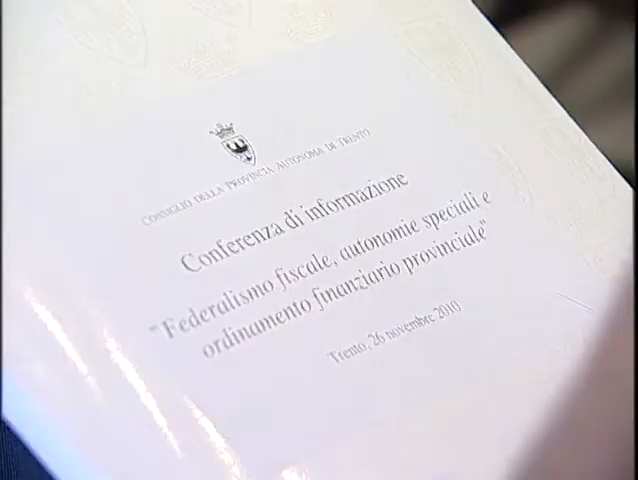 CONSIGLIO DELLA PROVINCIA AUTONOMA DI TRENTO
Conferenza di informazione
"Federalismo fiscale, autonomie speciali e
ordinamento finanziario provinciale"
Trento, 26 novembre 2010